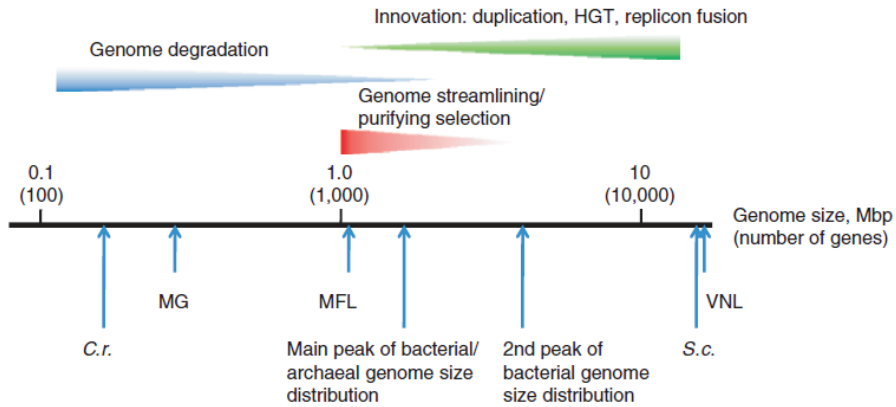 Innovation: duplication, HGT, replicon fusion
Genome degradation
Genome streamlining/
purifying selection
0.1
(100)
1.0
(1,000)
10
(10,000)
Genome size, Mbp
(number of genes)
MG
MFL
VNL
C.r.
Main peak of bacterial/
archaeal genome size
distribution
2nd peak of
bacterial genome
size distribution
S.c.